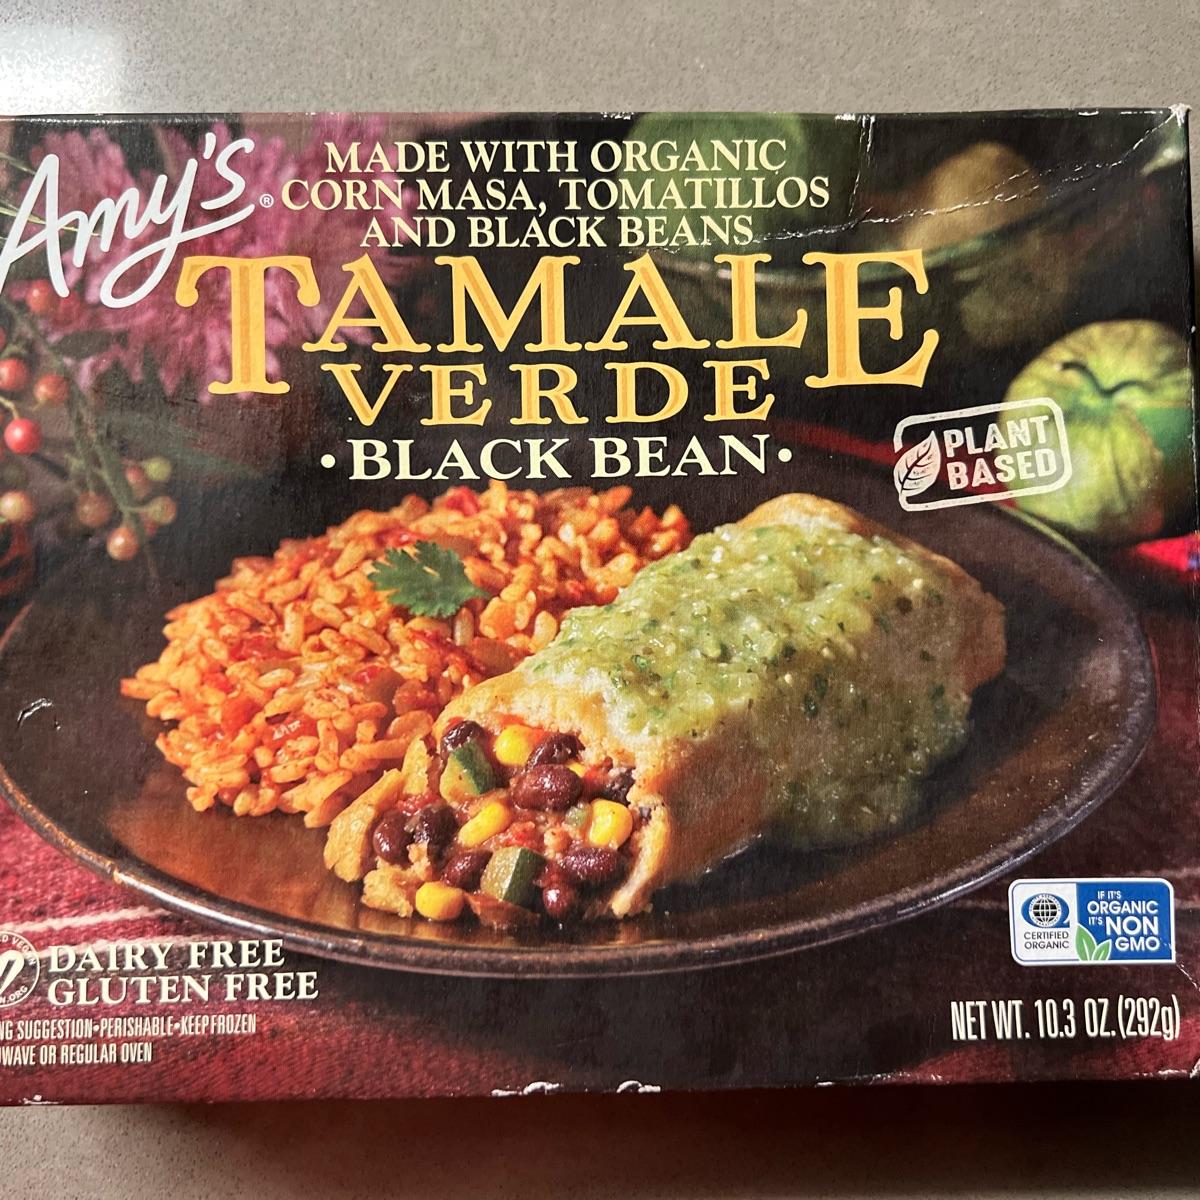 Amy's®
MADE WITH ORGANIC
CORN MASA, TOMATILLOS
AND BLACK BEANS
TAMALE
VERDE
•BLACK BEAN•
PLANT
BASED
DAIRY FREE
GLUTEN FREE
SUGGESTION•PERISHABLE•KEEP FROZEN
OR REGULAR OVEN
CERTIFIED
ORGANIC
IF IT'S
ORGANIC
IT'S NON
GMO
NET WT. 10.3 OZ.(292g)